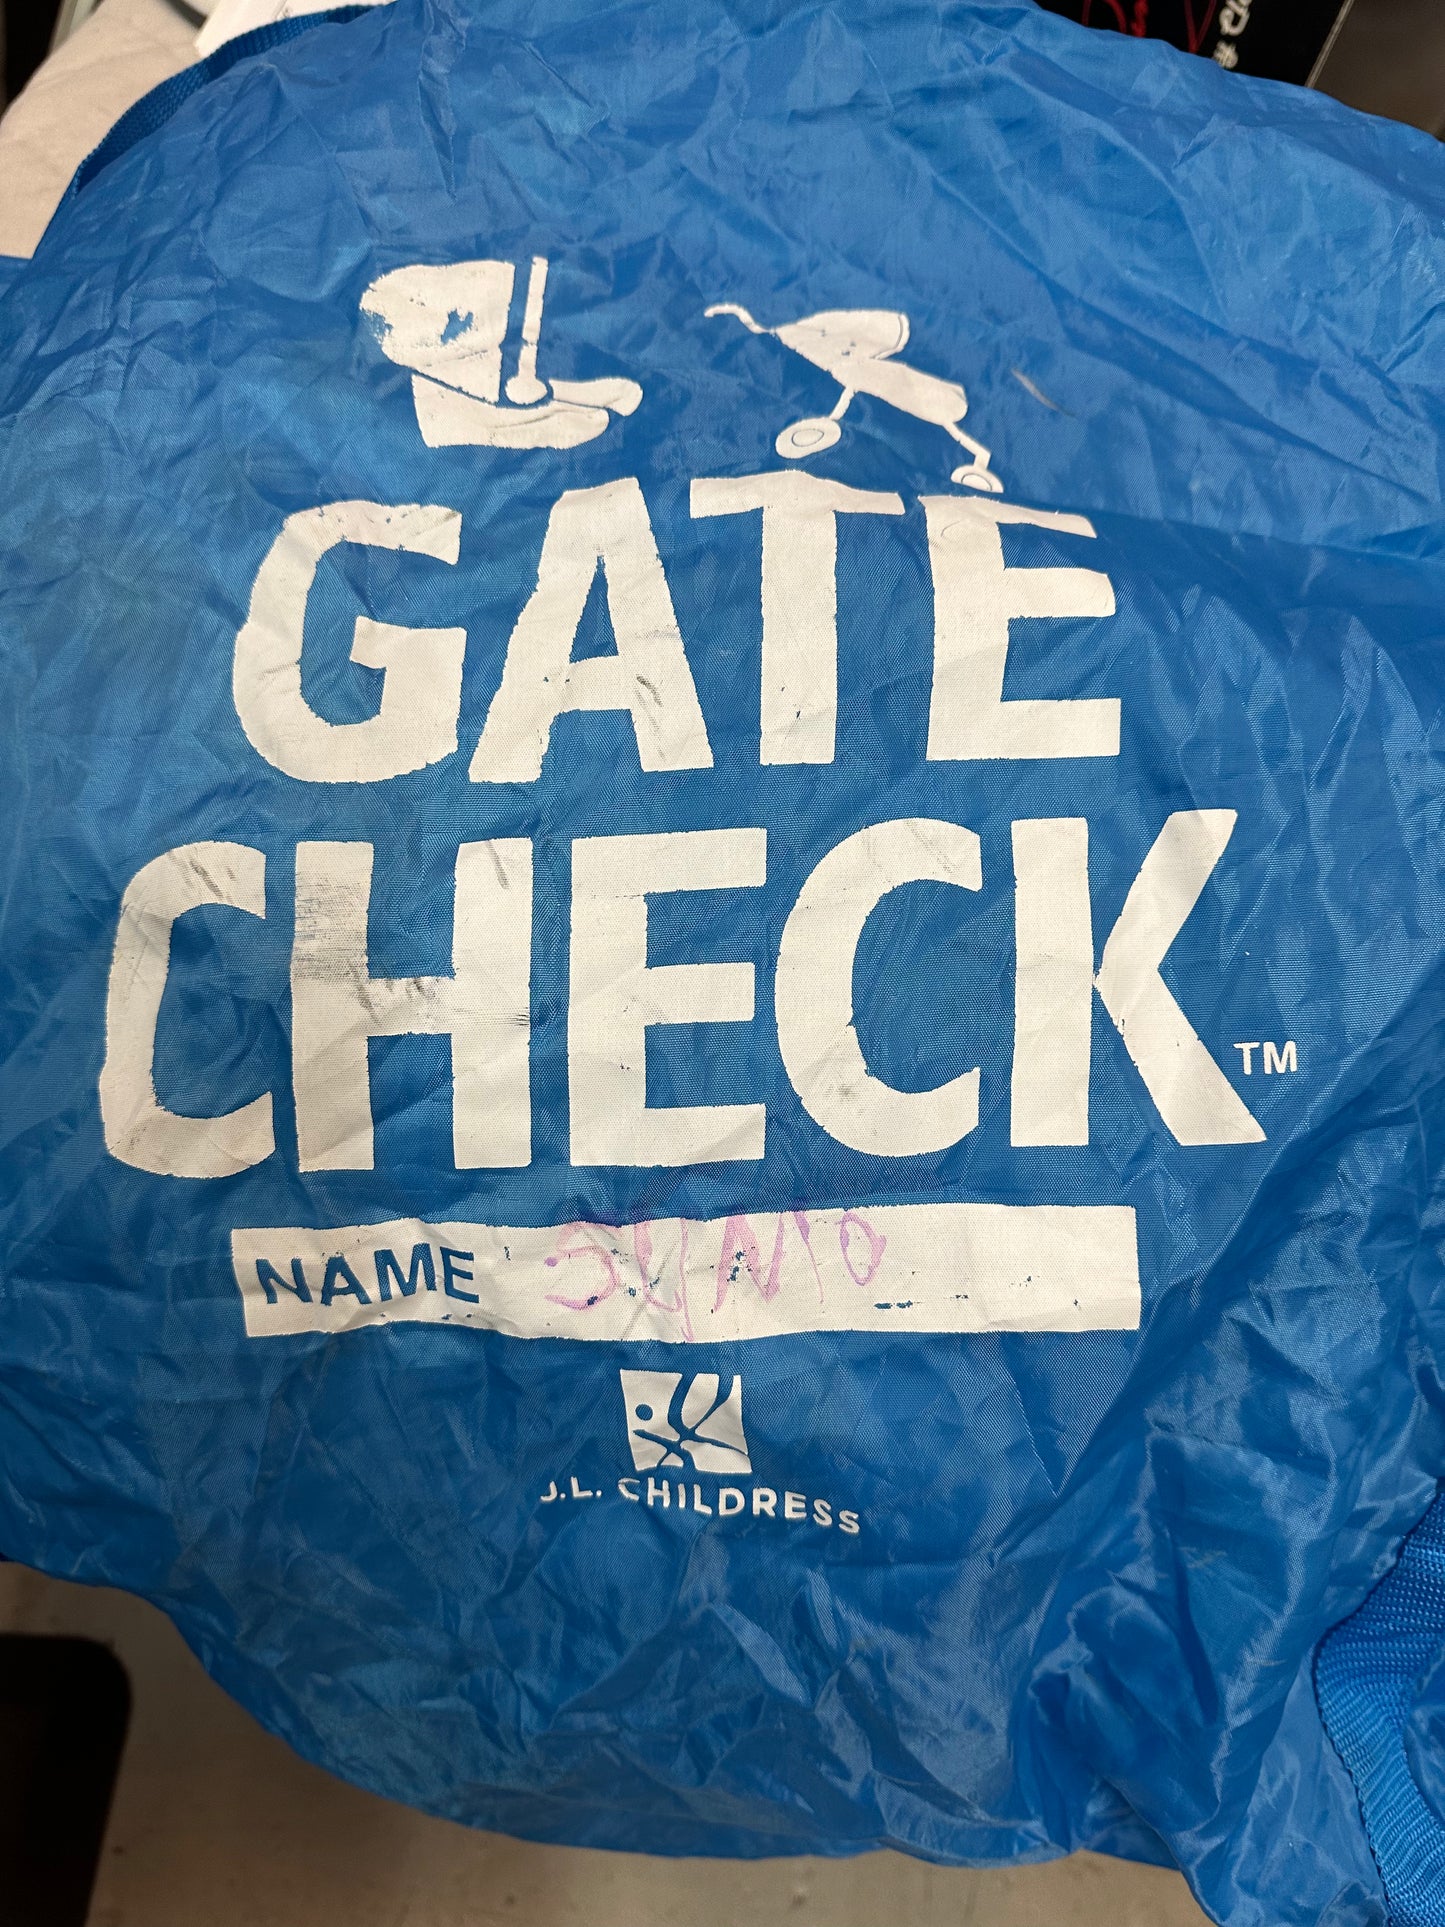 GATE
CHECK™
NAME SUMO
J.L. CHILDRESS